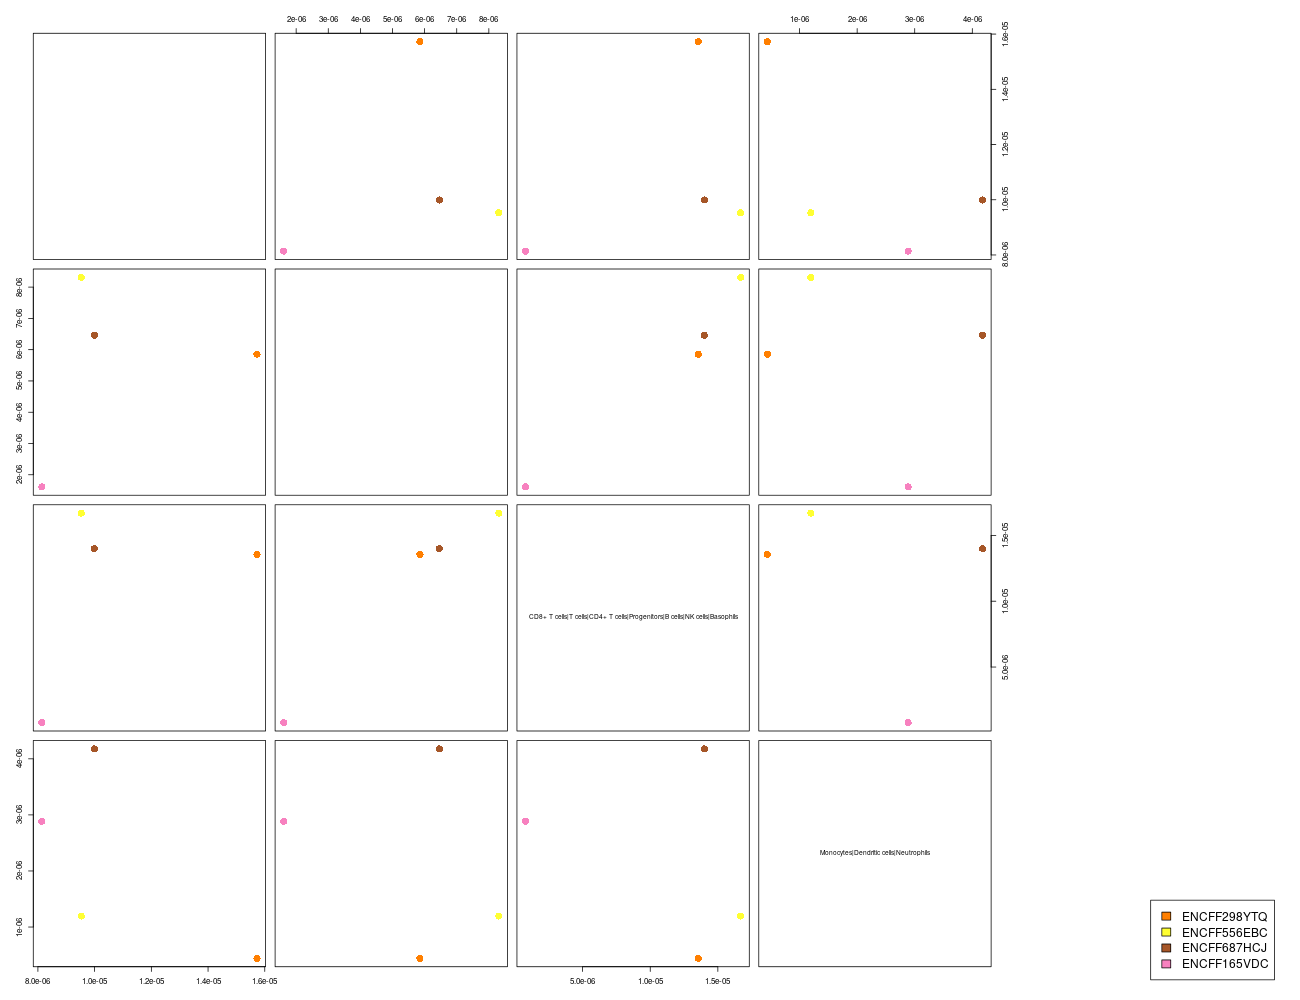 2e-06 3e-06 4e-06 5e-06 6e-06 7e-06 8e-06
1e-06 2e-06 3e-06 4e-06
8.0e-06 1.0e-05 1.2e-05 1.4e-05 1.6e-05
2e-06 3e-06 4e-06 5e-06 6e-06 7e-06 8e-06
CD8+ T cells|T cells|CD4+ T cells|Progenitors|B cells|NK cells|Basophils
5.0e-06 1.0e-05 1.5e-05
1e-06 2e-06 3e-06 4e-06
Monocytes|Dendritic cells|Neutrophils
8.0e-06 1.0e-05 1.2e-05 1.4e-05 1.6e-05
5.0e-06 1.0e-05 1.5e-05
ENCFF298YTQ
ENCFF556EBC
ENCFF687HCJ
ENCFF165VDC